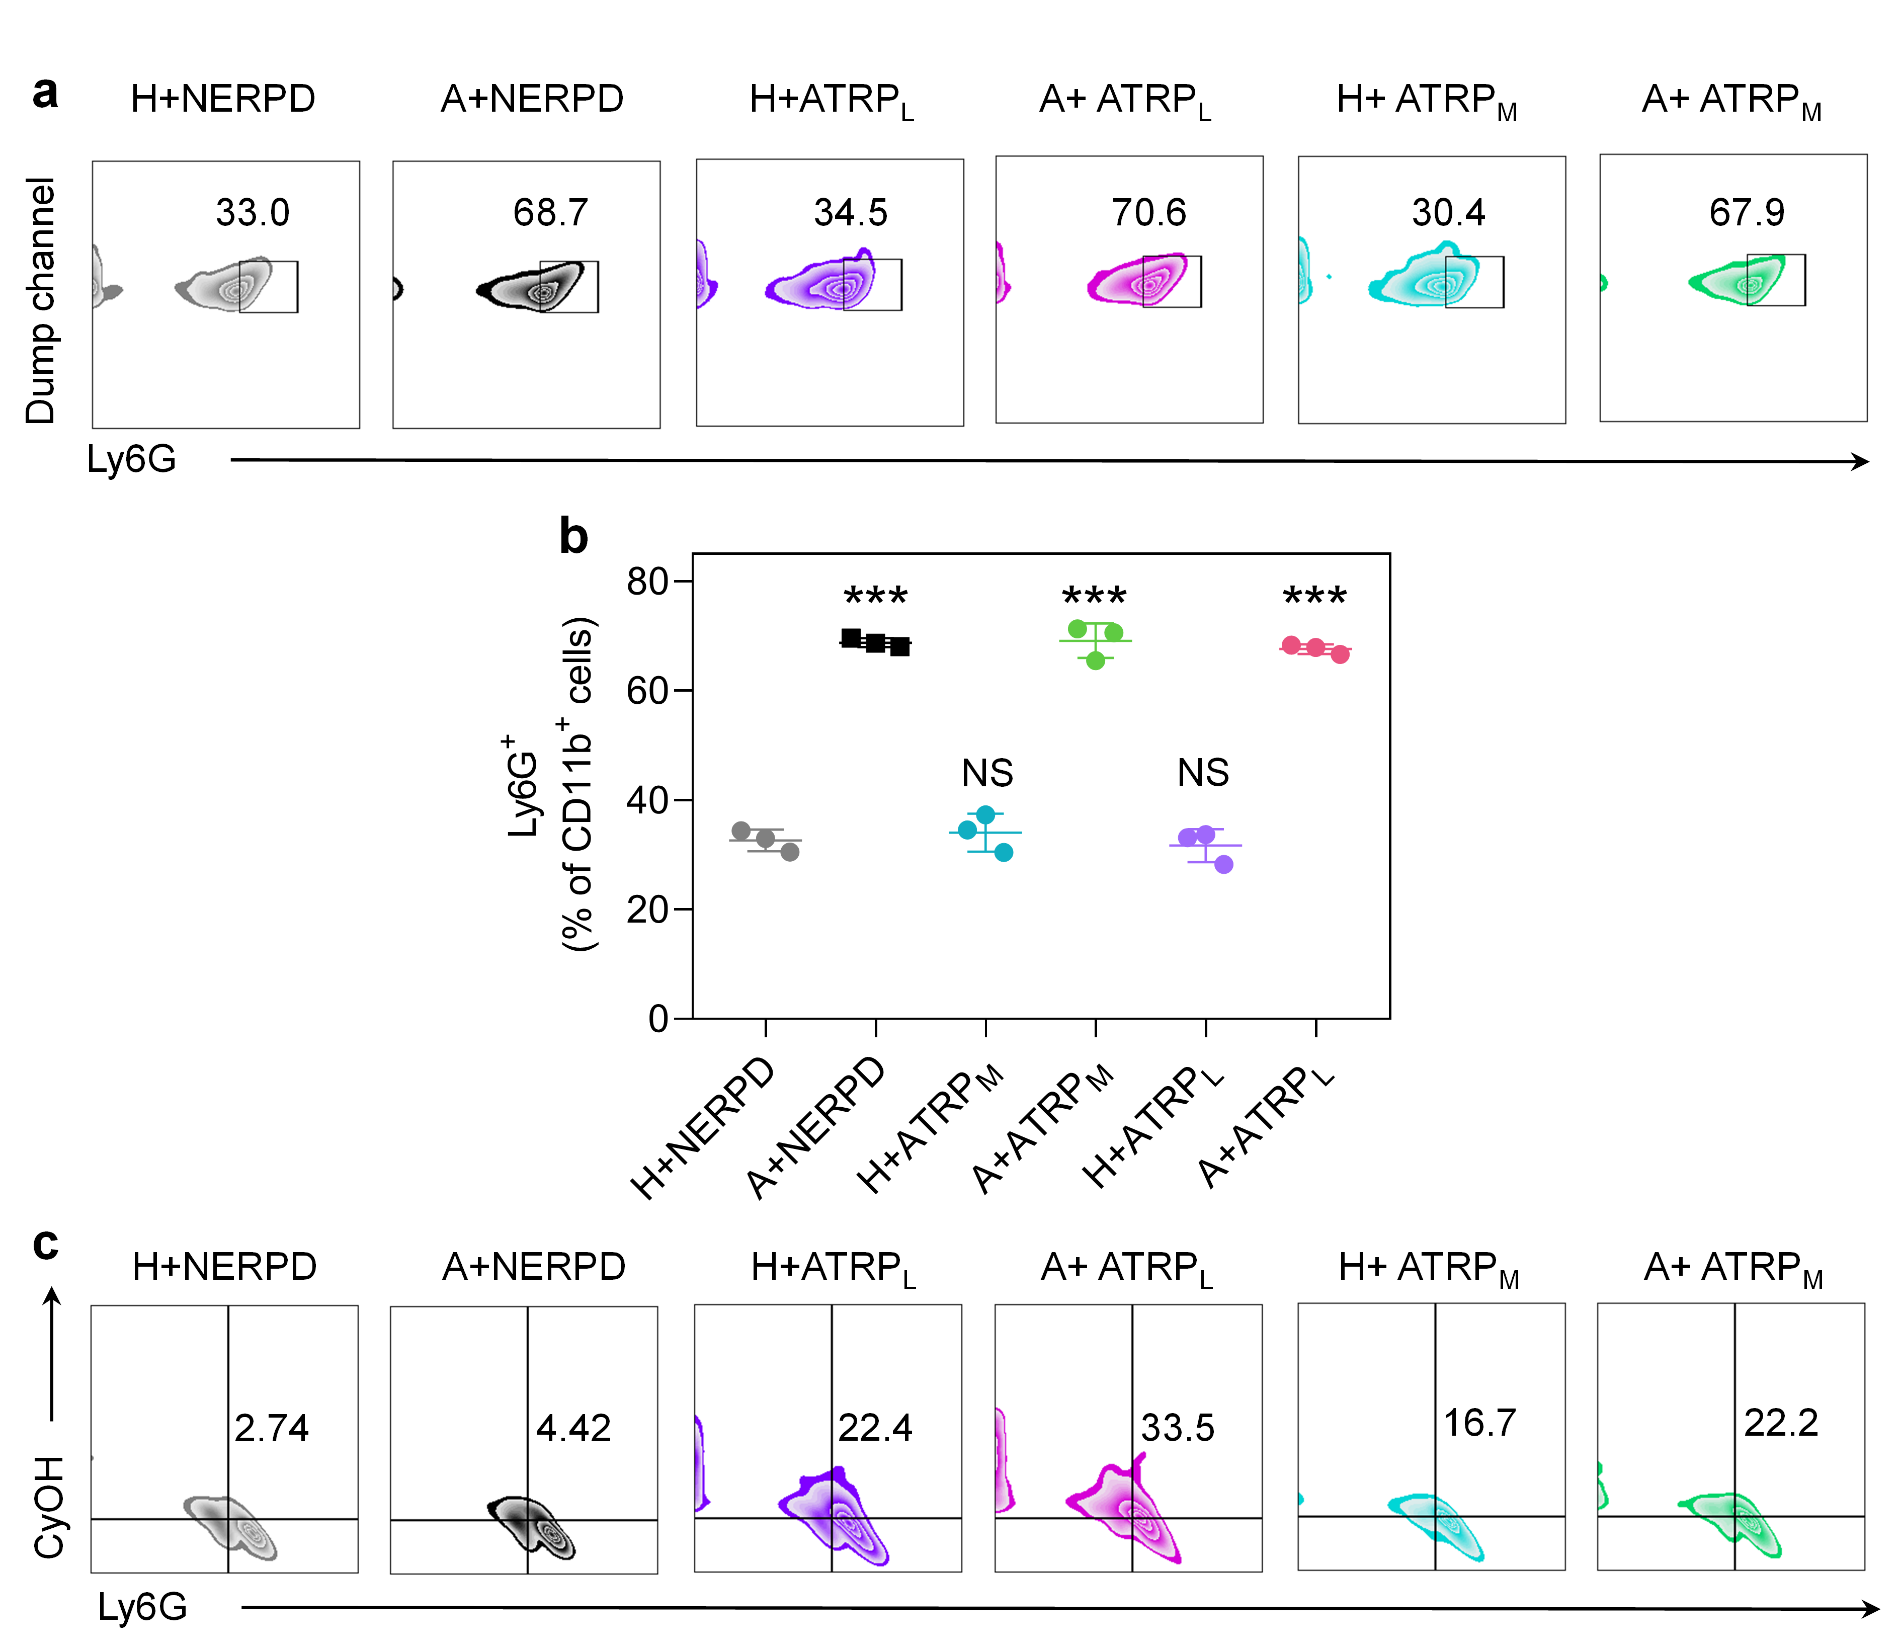 a
H+NERPD
A+NERPD
H+ATRPL
A+ ATRPL
H+ ATRPM
A+ ATRPM
Dump channel
33.0
68.7
34.5
70.6
30.4
67.9
Ly6G
b
Ly6G+
(% of CD11b+ cells)
80
60
40
20
0
***
***
***
NS
NS
H+NERPD
A+NERPD
H+ATRPM
A+ATRPM
H+ATRPL
A+ATRPL
c
H+NERPD
A+NERPD
H+ATRPL
A+ ATRPL
H+ ATRPM
A+ ATRPM
CyOH
2.74
4.42
22.4
33.5
16.7
22.2
Ly6G